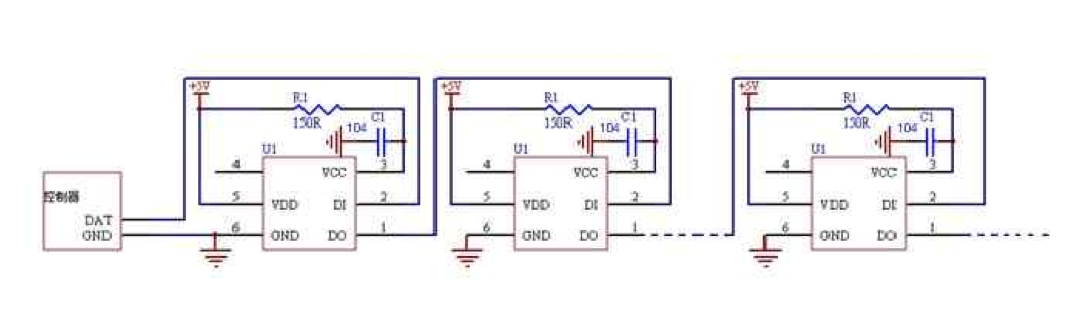 +5V
R1
150R
104
C1
U1
4
VCC
3
5
VDD
DI
2
6
GND
DO
1
控制器
DAT
GND
+5V
R1
150R
104
C1
U1
4
VCC
3
5
VDD
DI
2
6
GND
DO
1
+5V
R1
150R
104
C1
U1
4
VCC
3
5
VDD
DI
2
6
GND
DO
1